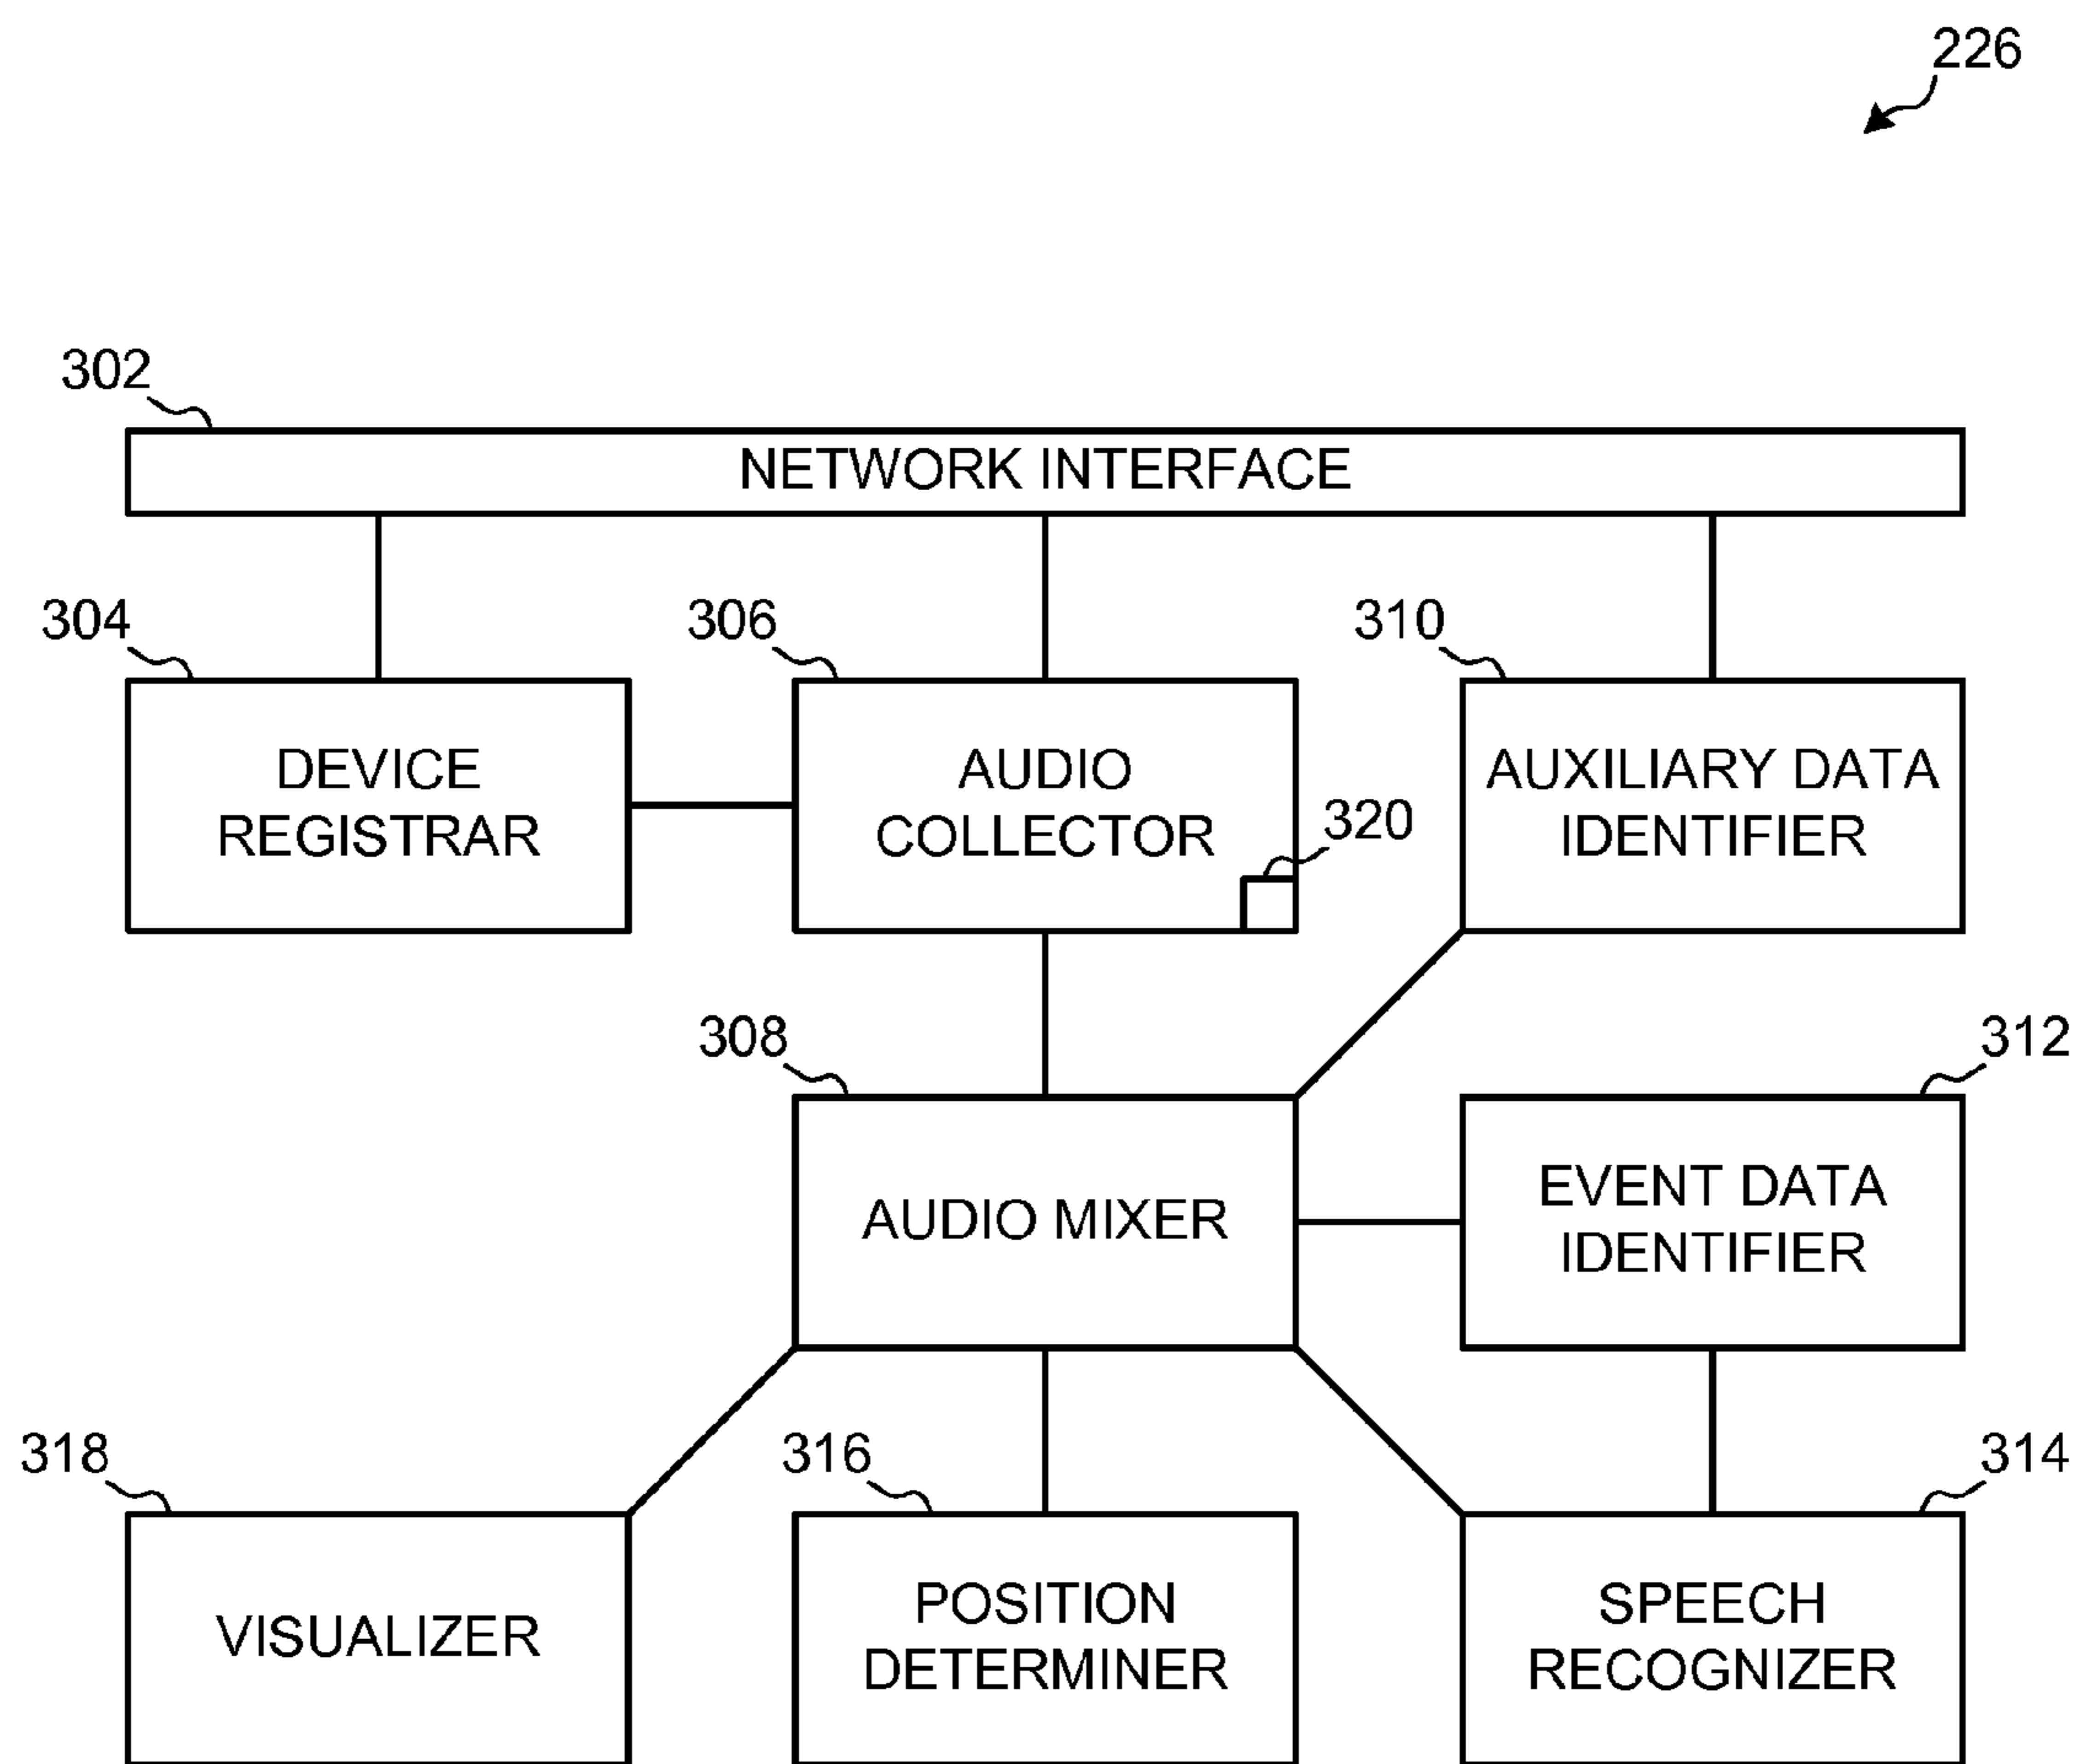 226
302
NETWORK INTERFACE
304
306
310
DEVICE
REGISTRAR
AUDIO
COLLECTOR
320
AUXILIARY DATA
IDENTIFIER
308
312
AUDIO MIXER
EVENT DATA
IDENTIFIER
318
316
314
VISUALIZER
POSITION
DETERMINER
SPEECH
RECOGNIZER